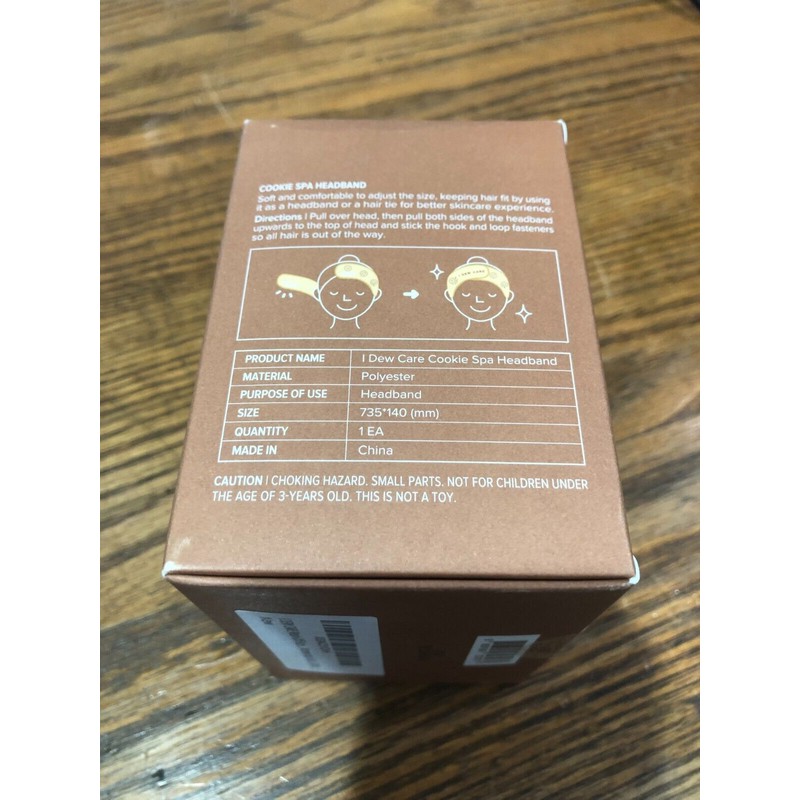 COOKIE SPA HEADBAND
Soft and comfortable to adjust the size, keeping hair fit by using
it as a headband or a hair tie for better skincare experience.
Directions | Pull over head, then pull both sides of the headband
upwards to the top of head and stick the hook and loop fasteners
so all hair is out of the way.
I DEW CARE
PRODUCT NAME I Dew Care Cookie Spa Headband
MATERIAL Polyester
PURPOSE OF USE Headband
SIZE 735*140 (mm)
QUANTITY 1 EA
MADE IN China
CAUTION | CHOKING HAZARD. SMALL PARTS. NOT FOR CHILDREN UNDER
THE AGE OF 3-YEARS OLD. THIS IS NOT A TOY.